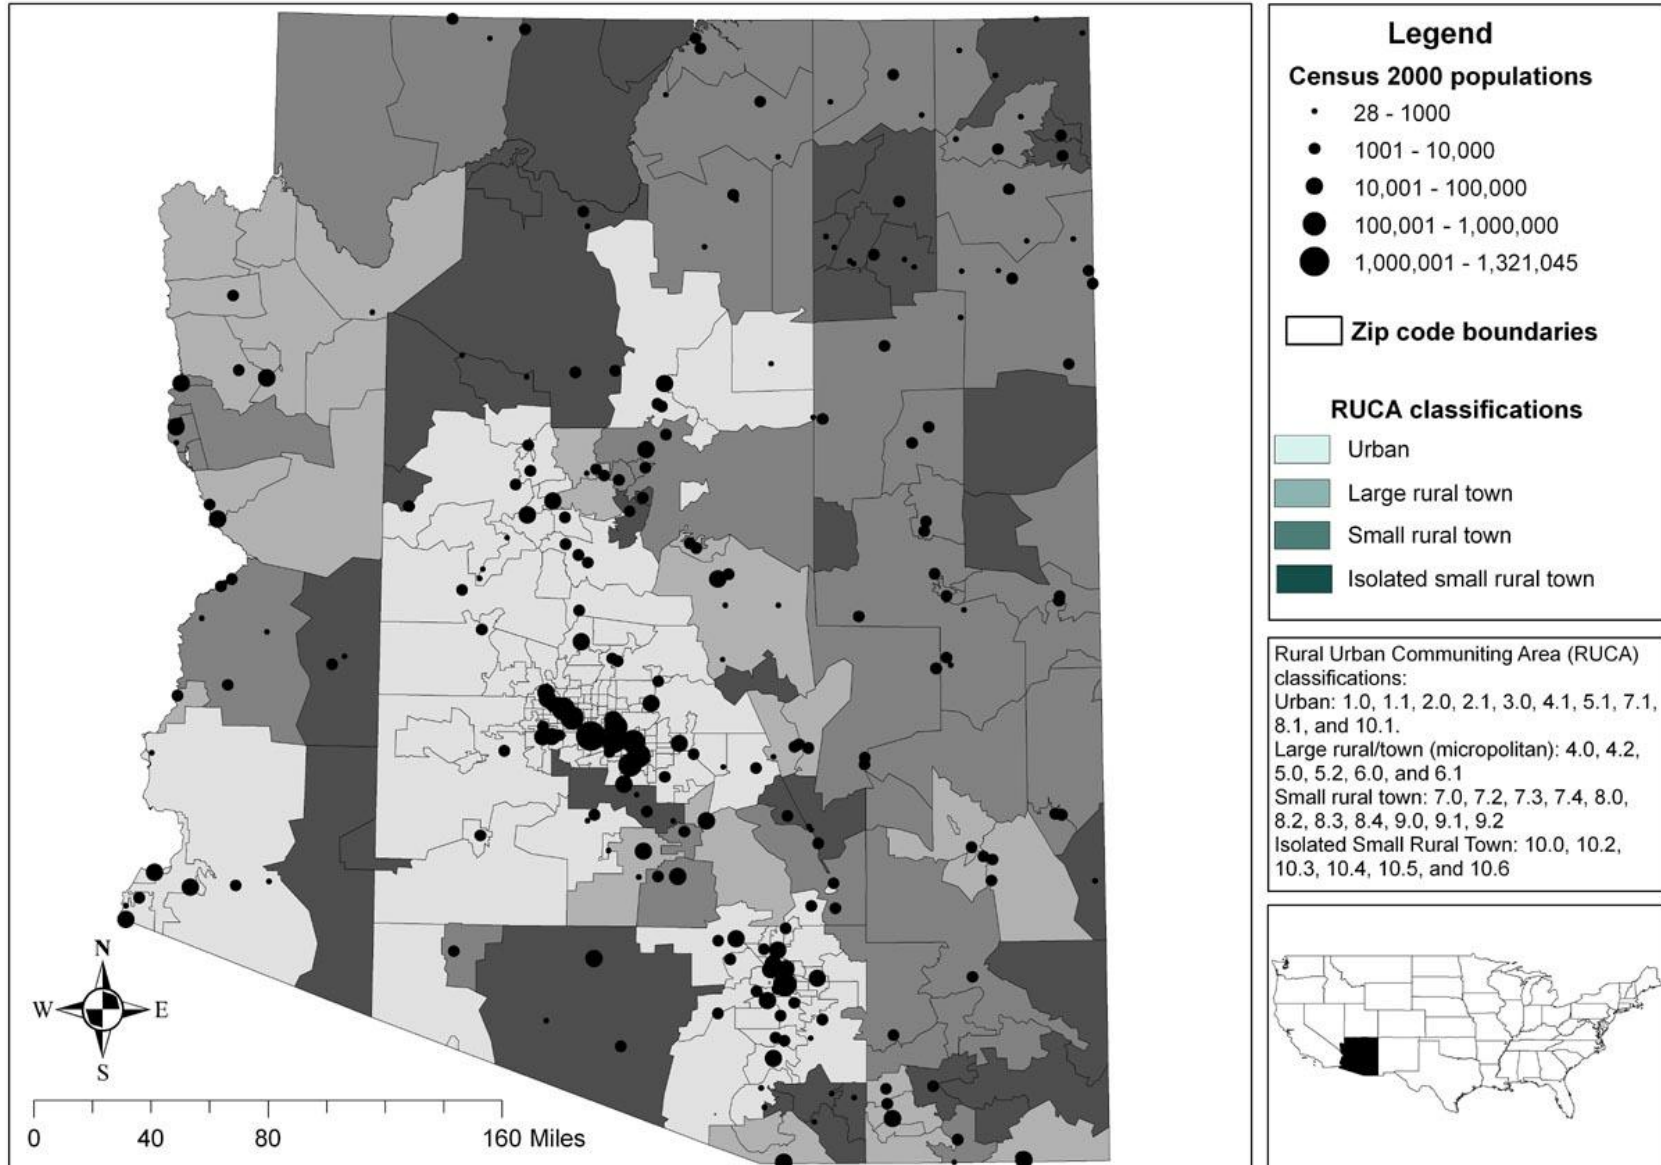 N
W
E
S
0
40
80
160 Miles
Legend
Census 2000 populations
28 - 1000
1001 - 10,000
10,001 - 100,000
100,001 - 1,000,000
1,000,001 - 1,321,045
Zip code boundaries
RUCA classifications
Urban
Large rural town
Small rural town
Isolated small rural town
Rural Urban Communiting Area (RUCA)
classifications:
Urban: 1.0, 1.1, 2.0, 2.1, 3.0, 4.1, 5.1, 7.1,
8.1, and 10.1.
Large rural/town (micropolitan): 4.0, 4.2,
5.0, 5.2, 6.0, and 6.1
Small rural town: 7.0, 7.2, 7.3, 7.4, 8.0,
8.2, 8.3, 8.4, 9.0, 9.1, 9.2
Isolated Small Rural Town: 10.0, 10.2,
10.3, 10.4, 10.5, and 10.6